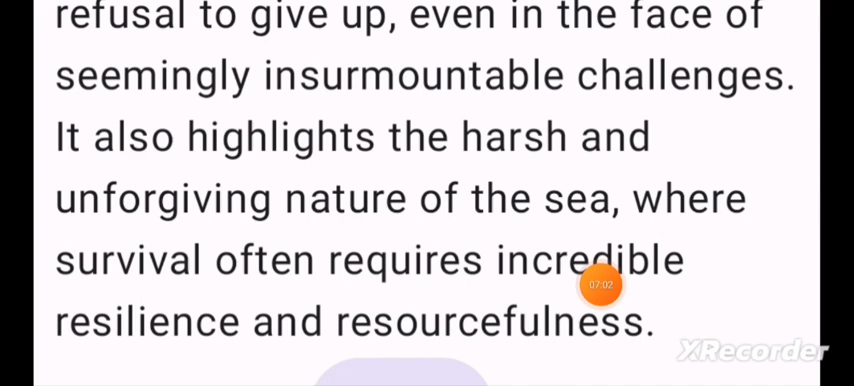 refusal to give up, even in the face of
seemingly insurmountable challenges.
It also highlights the harsh and
unforgiving nature of the sea, where
survival often requires incredible
07:02
resilience and resourcefulness.
XRecorder